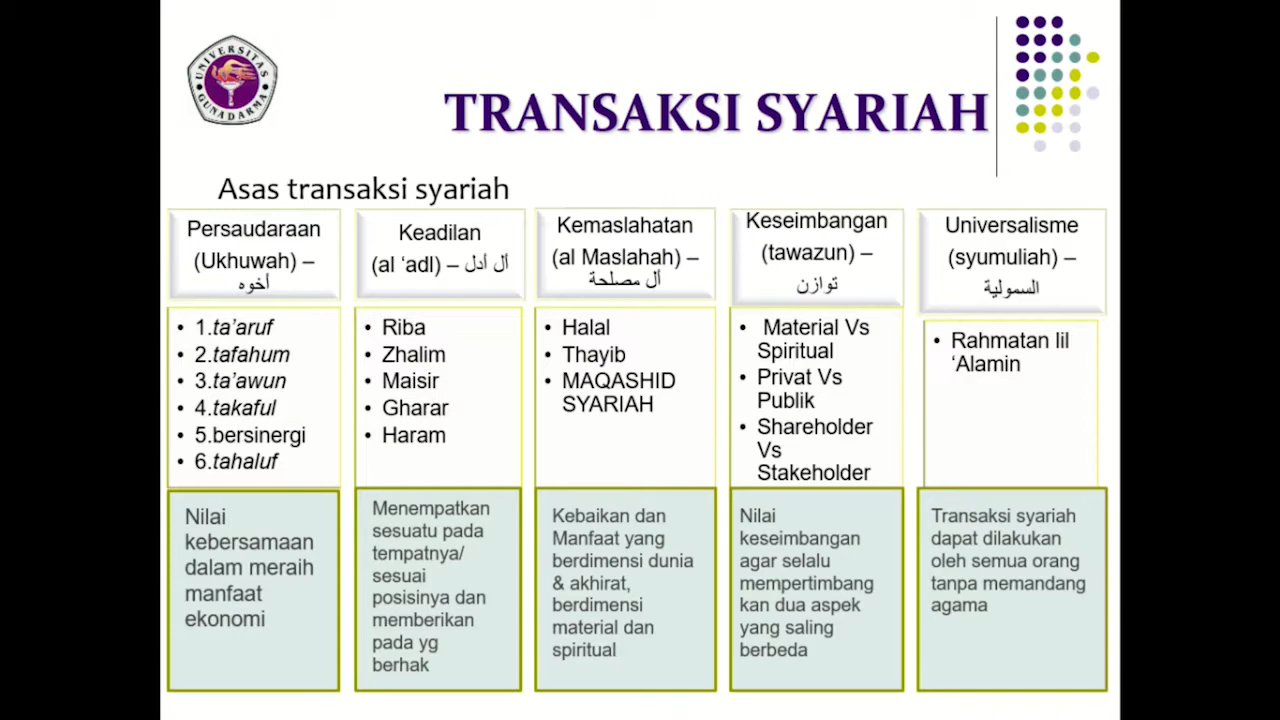 UNIVERSITAS
GUNADARMA
TRANSAKSI SYARIAH
Asas transaksi syariah
Persaudaraan
(Ukhuwah) –
أخوه
• 1.ta’aruf
• 2.tafahum
• 3.ta’awun
• 4.takaful
• 5.bersinergi
• 6.tahaluf
Nilai
kebersamaan
dalam meraih
manfaat
ekonomi
Keadilan
(al ‘adl) – أل أدل
• Riba
• Zhalim
• Maisir
• Gharar
• Haram
Menempatkan
sesuatu pada
tempatnya/
sesuai
posisinya dan
memberikan
pada yg
berhak
Kemaslahatan
(al Maslahah) –
أل مصلحة
• Halal
• Thayib
• MAQASHID
SYARIAH
Kebaikan dan
Manfaat yang
berdimensi dunia
& akhirat,
berdimensi
material dan
spiritual
Keseimbangan
(tawazun) –
توازن
• Material Vs
Spiritual
• Privat Vs
Publik
• Shareholder
Vs
Stakeholder
Nilai
keseimbangan
agar selalu
mempertimbang
kan dua aspek
yang saling
berbeda
Universalisme
(syumuliah) –
السمولية
• Rahmatan lil
‘Alamin
Transaksi syariah
dapat dilakukan
oleh semua orang
tanpa memandang
agama